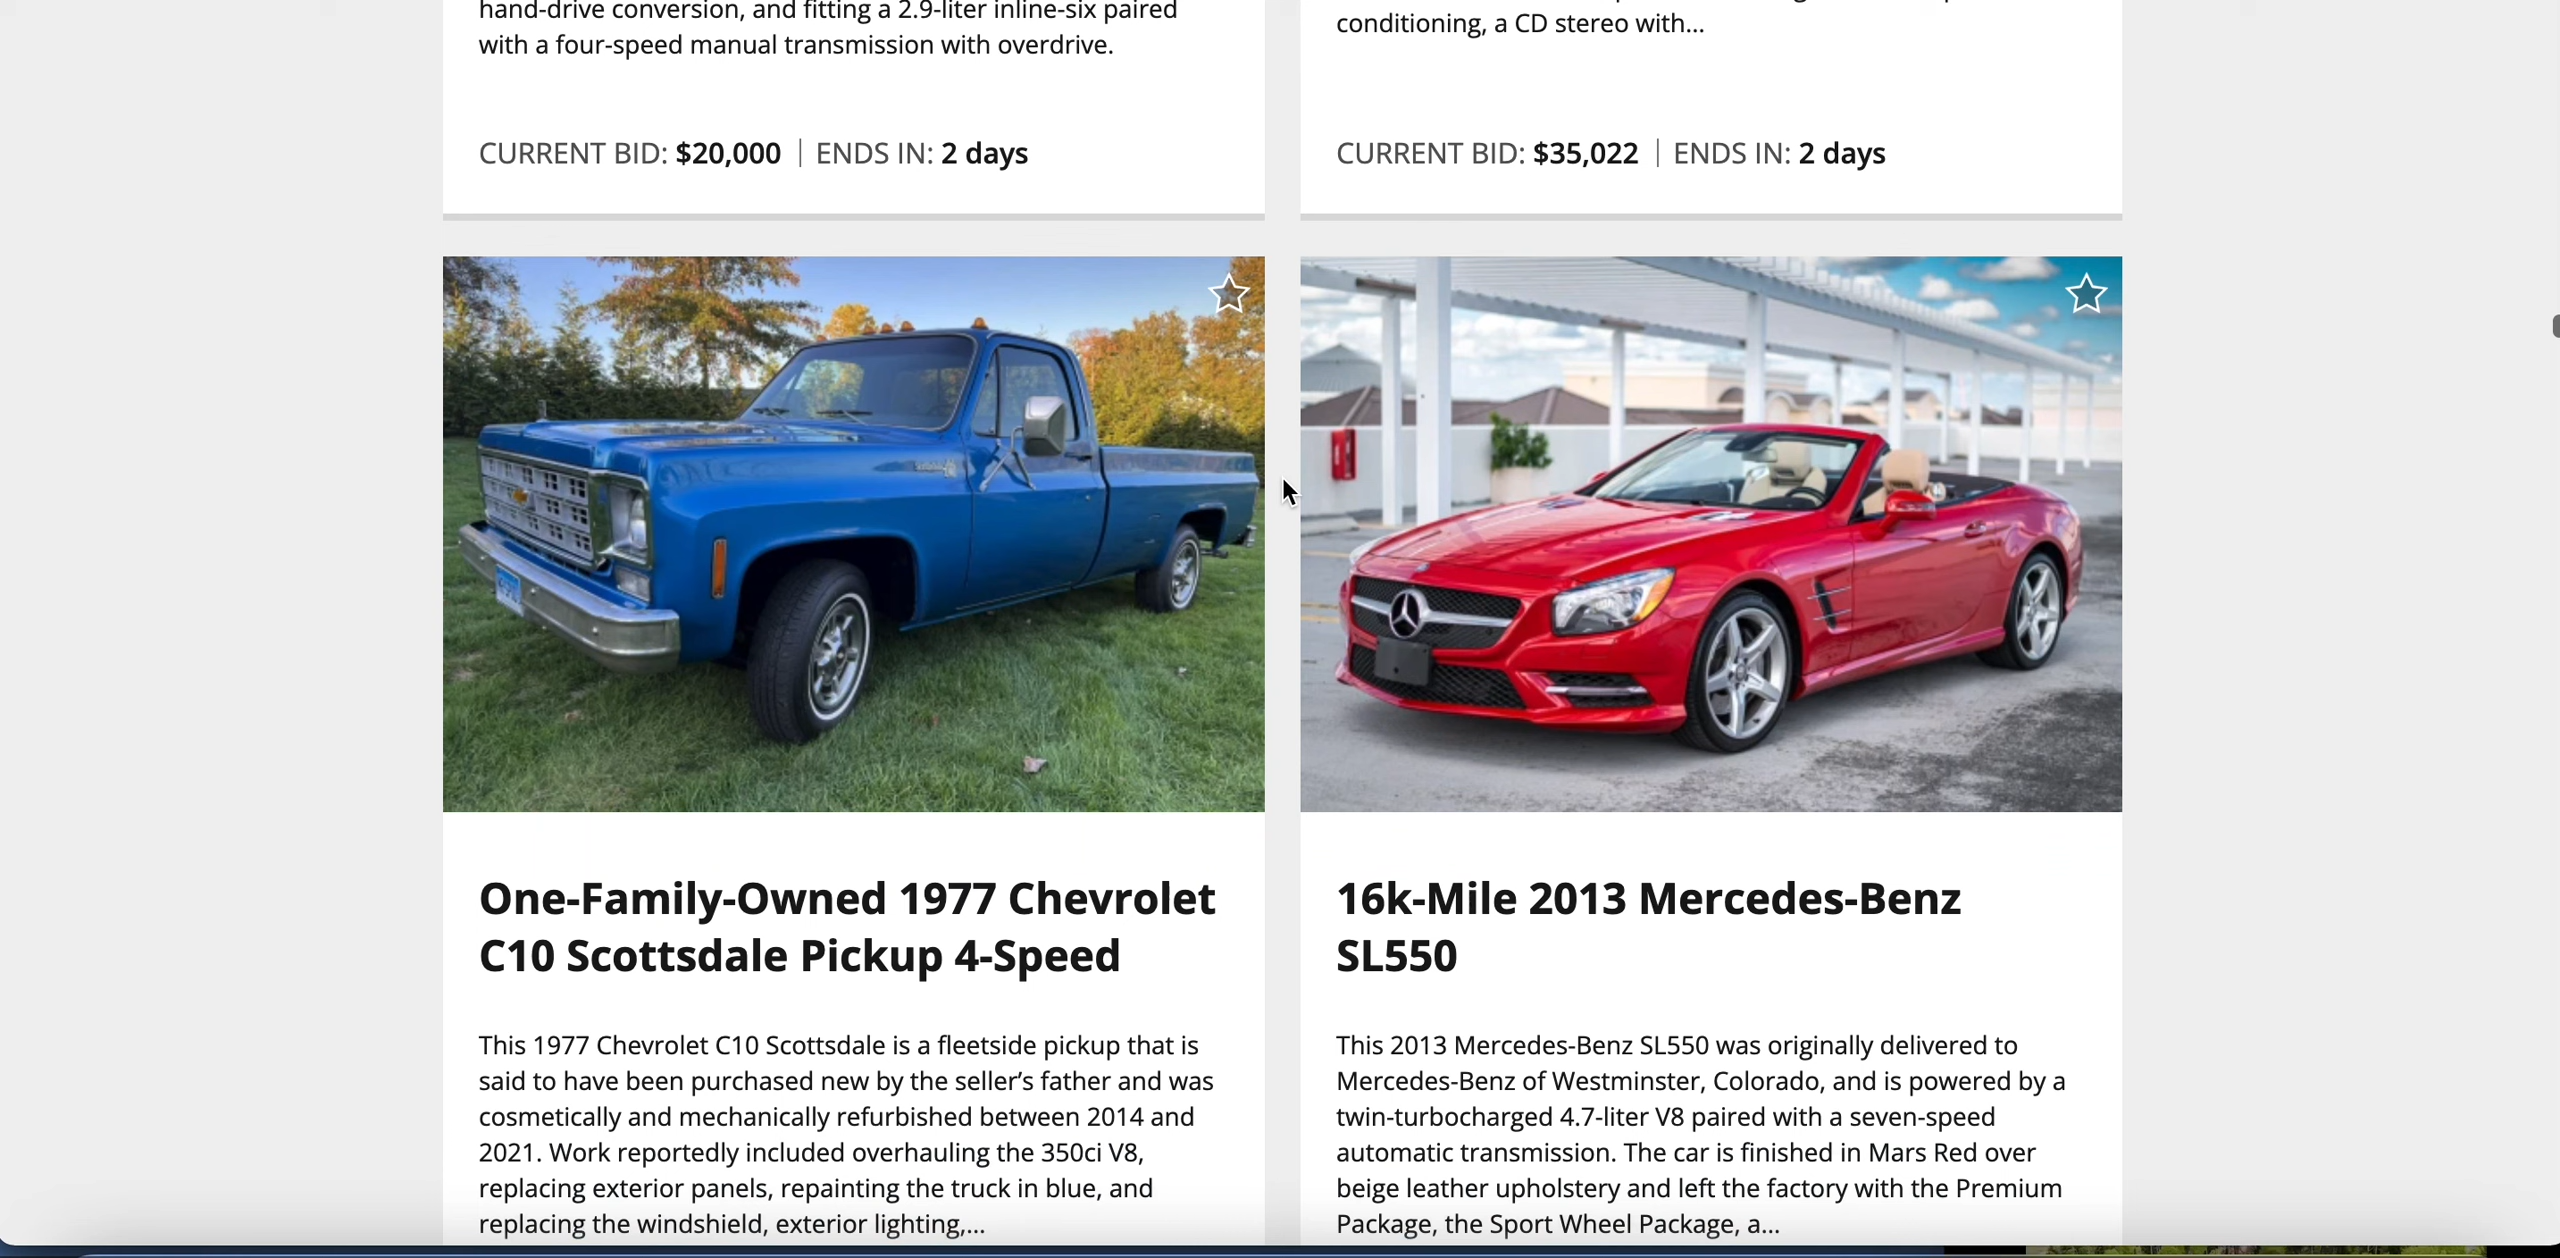 hand-drive conversion, and fitting a 2.9-liter inline-six paired
with a four-speed manual transmission with overdrive.
CURRENT BID: $20,000 | ENDS IN: 2 days
conditioning, a CD stereo with...
CURRENT BID: $35,022 | ENDS IN: 2 days
One-Family-Owned 1977 Chevrolet
C10 Scottsdale Pickup 4-Speed
This 1977 Chevrolet C10 Scottsdale is a fleetside pickup that is
said to have been purchased new by the seller’s father and was
cosmetically and mechanically refurbished between 2014 and
2021. Work reportedly included overhauling the 350ci V8,
replacing exterior panels, repainting the truck in blue, and
replacing the windshield, exterior lighting,...
16k-Mile 2013 Mercedes-Benz
SL550
This 2013 Mercedes-Benz SL550 was originally delivered to
Mercedes-Benz of Westminster, Colorado, and is powered by a
twin-turbocharged 4.7-liter V8 paired with a seven-speed
automatic transmission. The car is finished in Mars Red over
beige leather upholstery and left the factory with the Premium
Package, the Sport Wheel Package, a...